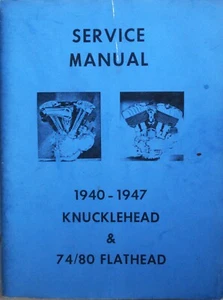 SERVICE
MANUAL
1940-1947
KNUCKLEHEAD
&
74/80 FLATHEAD